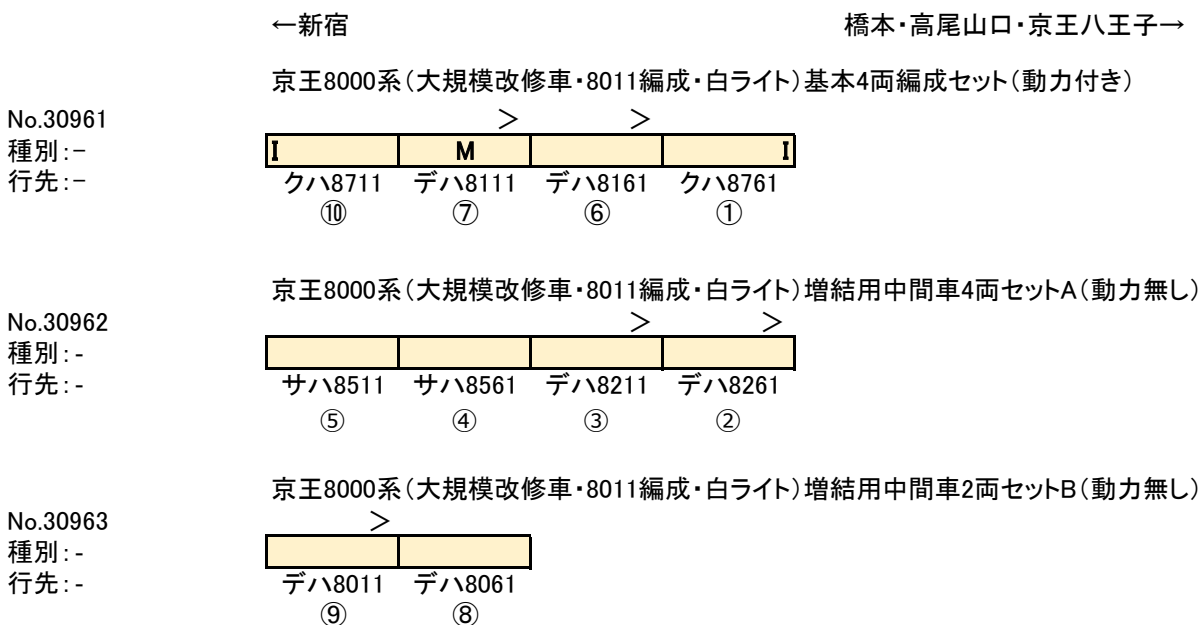 ←新宿 橋本・高尾山口・京王八王子→
京王8000系(大規模改修車・8011編成・白ライト)基本4両編成セット(動力付き)
No.30961 > >
種別:- I M I
行先:- クハ8711 デハ8111 デハ8161 クハ8761
⑩ ⑦ ⑥ ①
京王8000系(大規模改修車・8011編成・白ライト)増結用中間車4両セットA(動力無し)
No.30962 > >
種別:-
行先:- サハ8511 サハ8561 デハ8211 デハ8261
⑤ ④ ③ ②
京王8000系(大規模改修車・8011編成・白ライト)増結用中間車2両セットB(動力無し)
No.30963 >
種別:-
行先:- デハ8011 デハ8061
⑨ ⑧